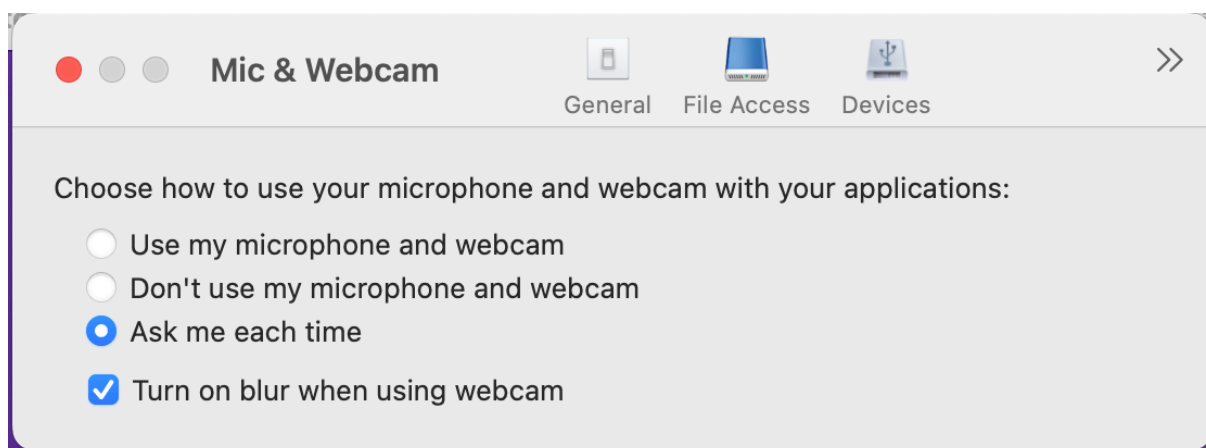 Mic & Webcam
General
File Access
Devices
Choose how to use your microphone and webcam with your applications:
Use my microphone and webcam
Don't use my microphone and webcam
Ask me each time
Turn on blur when using webcam